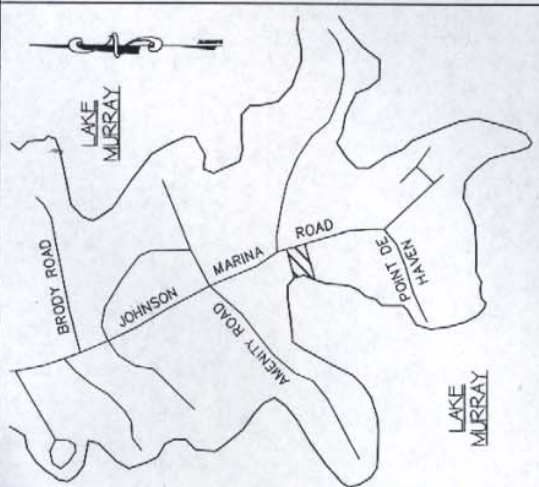 LAKE
MURRAY
BRODY ROAD
JOHNSON MARINA ROAD
AMENITY ROAD
POINT DE
HAVEN
LAKE
MURRAY